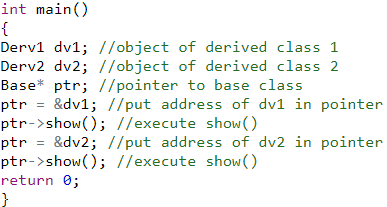 int main()
{
Derv1 dv1; //object of derived class 1
Derv2 dv2; //object of derived class 2
Base* ptr; //pointer to base class
ptr = &dv1; //put address of dv1 in pointer
ptr->show(); //execute show()
ptr = &dv2; //put address of dv2 in pointer
ptr->show(); //execute show()
return 0;
}